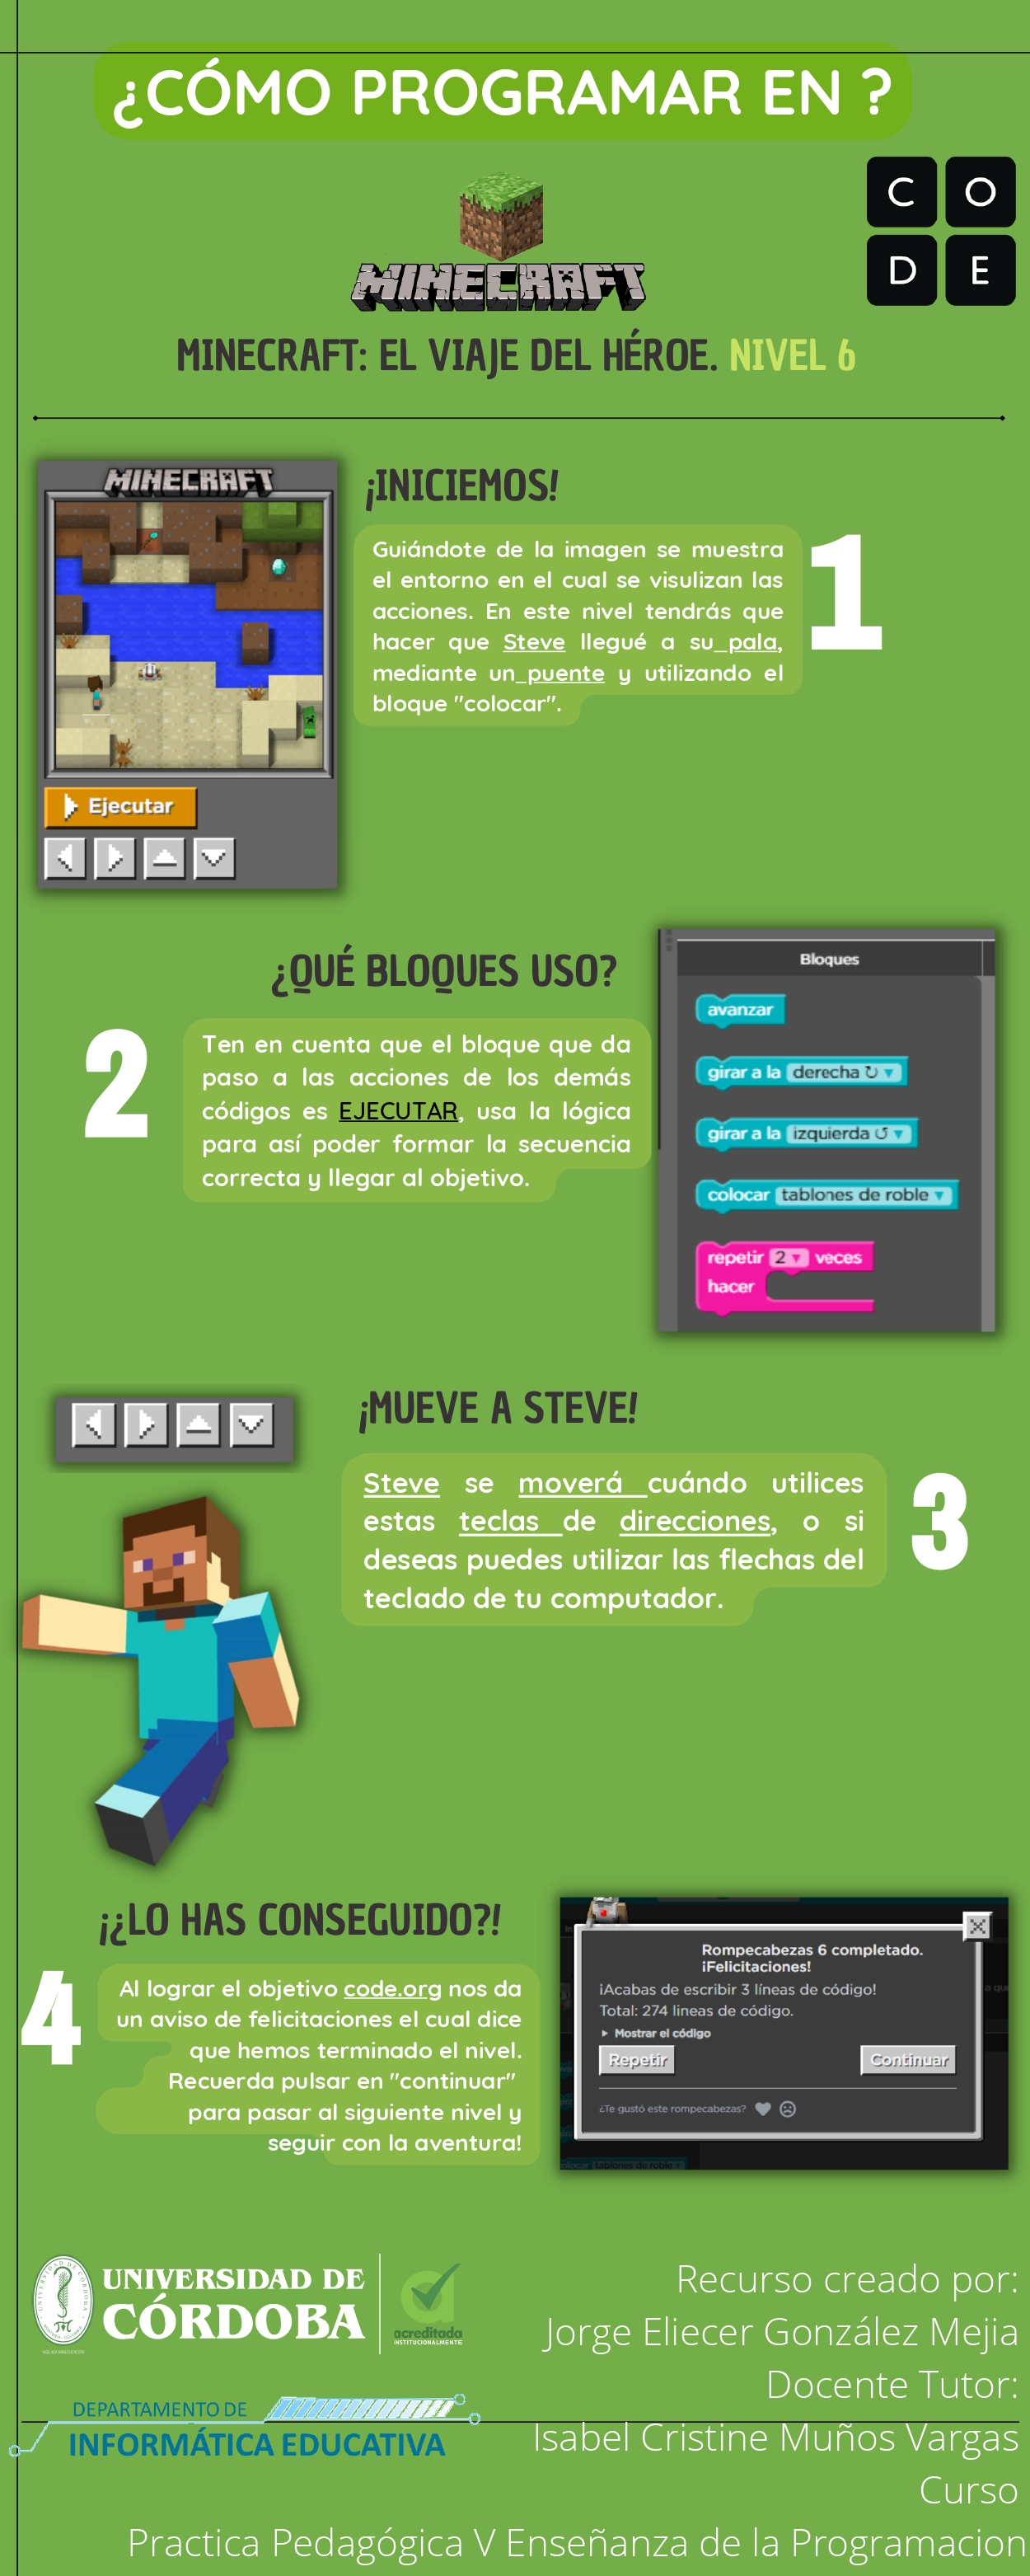 ¿CÓMO PROGRAMAR EN ?
C O
D E
MINECRAFT
MINECRAFT: EL VIAJE DEL HÉROE. NIVEL 6
MINECRAFT
Ejecutar
¡INICIEMOS!
Guiándote de la imagen se muestra
el entorno en el cual se visulizan las
acciones. En este nivel tendrás que
hacer que Steve llegué a su pala,
mediante un puente y utilizando el
bloque "colocar".
1
¿QUÉ BLOQUES USO?
2
Ten en cuenta que el bloque que da
paso a las acciones de los demás
códigos es EJECUTAR, usa la lógica
para así poder formar la secuencia
correcta y llegar al objetivo.
Bloques
avanzar
girar a la derecha ↻ ▼
girar a la izquierda ↺ ▼
colocar tablones de roble ▼
repetir 2 ▼ veces
hacer
¡MUEVE A STEVE!
Steve se moverá cuándo utilices
estas teclas de direcciones, o si
deseas puedes utilizar las flechas del
teclado de tu computador.
3
¡¿LO HAS CONSEGUIDO?!
4
Al lograr el objetivo code.org nos da
un aviso de felicitaciones el cual dice
que hemos terminado el nivel.
Recuerda pulsar en "continuar"
para pasar al siguiente nivel y
seguir con la aventura!
Rompecabezas 6 completado.
¡Felicitaciones!
¡Acabas de escribir 3 líneas de código!
Total: 274 líneas de código.
Mostrar el código
Repetir
Continuar
¿Te gustó este rompecabezas?
colocar tablones de roble
UNIVERSIDAD DE
CÓRDOBA
acreditada
INSTITUCIONALMENTE
DEPARTAMENTO DE
INFORMÁTICA EDUCATIVA
Recurso creado por:
Jorge Eliecer González Mejia
Docente Tutor:
Isabel Cristine Muños Vargas
Curso
Practica Pedagógica V Enseñanza de la Programacion